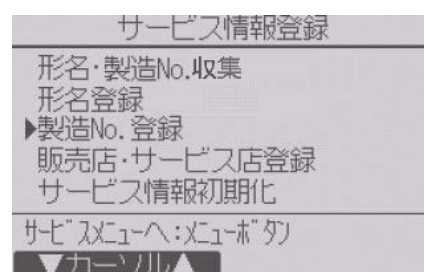 サービス情報登録
形名・製造No.収集
形名登録
▶製造No. 登録
販売店・サービス店登録
サービス情報初期化
サービスメニューへ:メニューボタン
▼カーソル▲